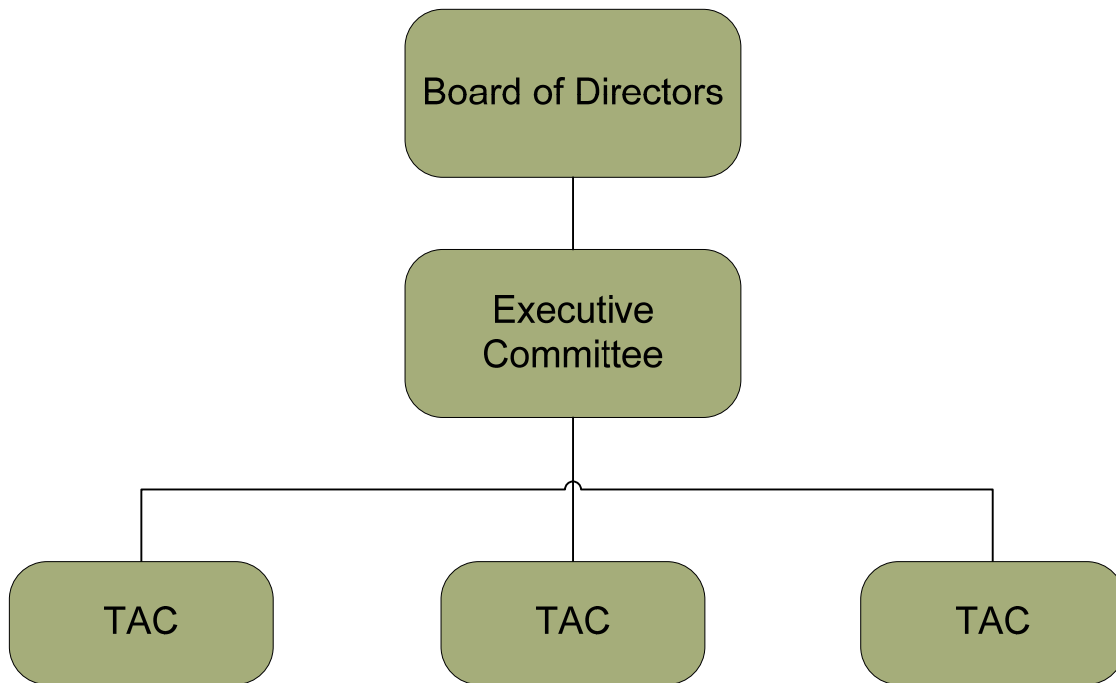 Board of Directors
Executive
Committee
TAC
TAC
TAC